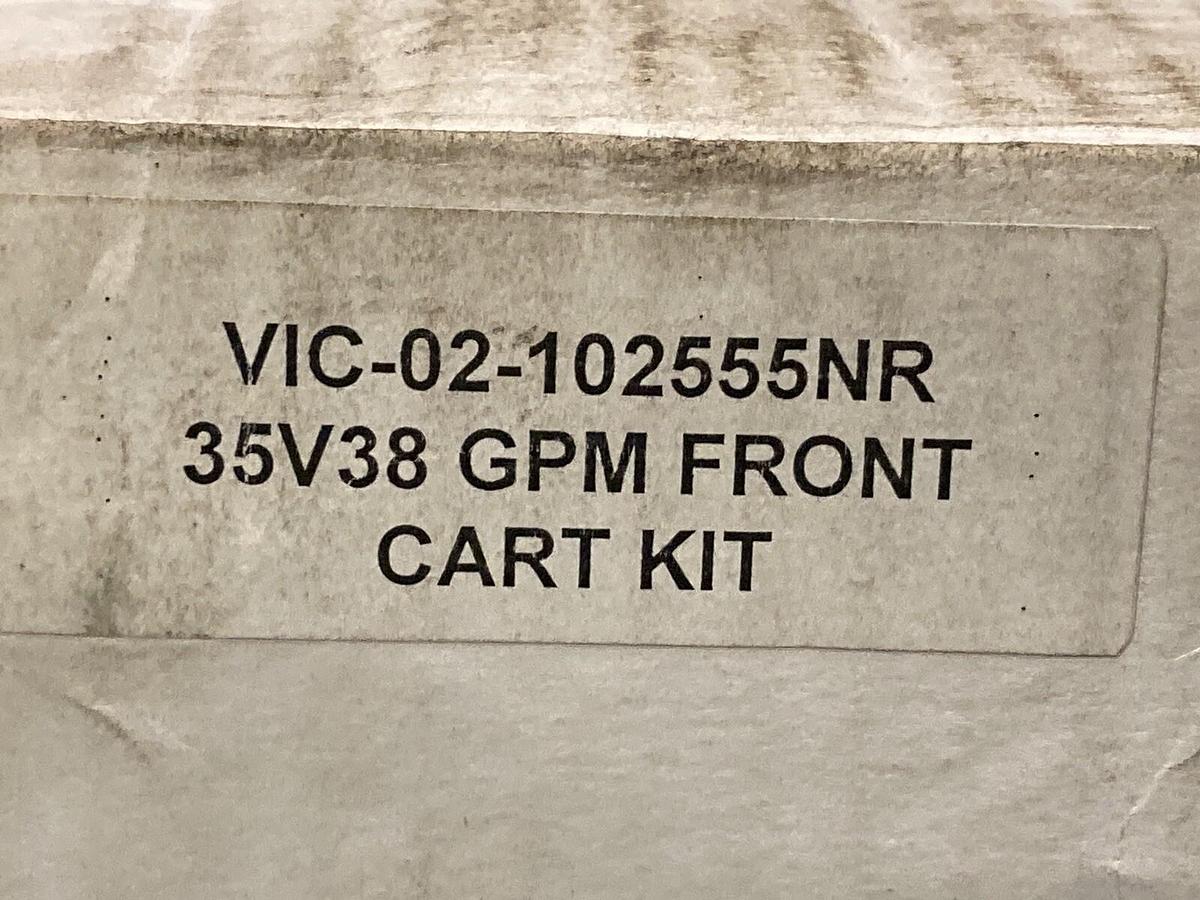 VIC-02-102555NR
35V38 GPM FRONT
CART KIT